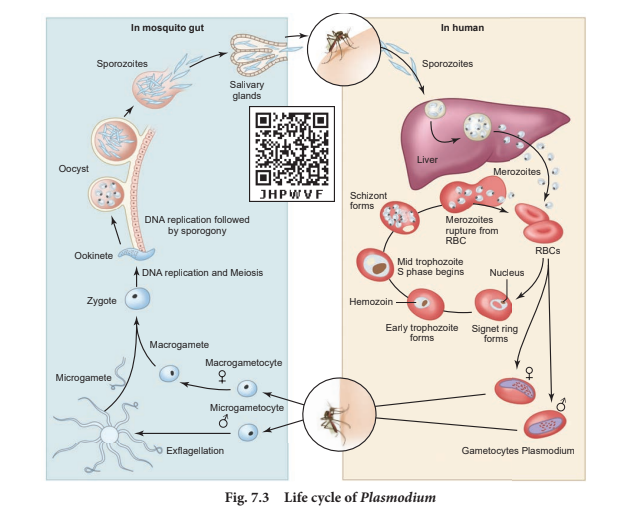 In mosquito gut
In human
Sporozoites
Salivary
glands
Sporozoites
Liver
Merozoites
JHPWVF
Oocyst
DNA replication followed
by sporogony
Ookinete
DNA replication and Meiosis
Zygote
Macrogamete
Macrogametocyte
♀
Microgamete
Microgametocyte
♂
Exflagellation
Schizont
forms
Merozoites
rupture from
RBC
RBCs
Mid trophozoite
S phase begins
Nucleus
Hemozoin
Early trophozoite
forms
Signet ring
forms
♀
♂
Gametocytes Plasmodium
Fig. 7.3 Life cycle of Plasmodium